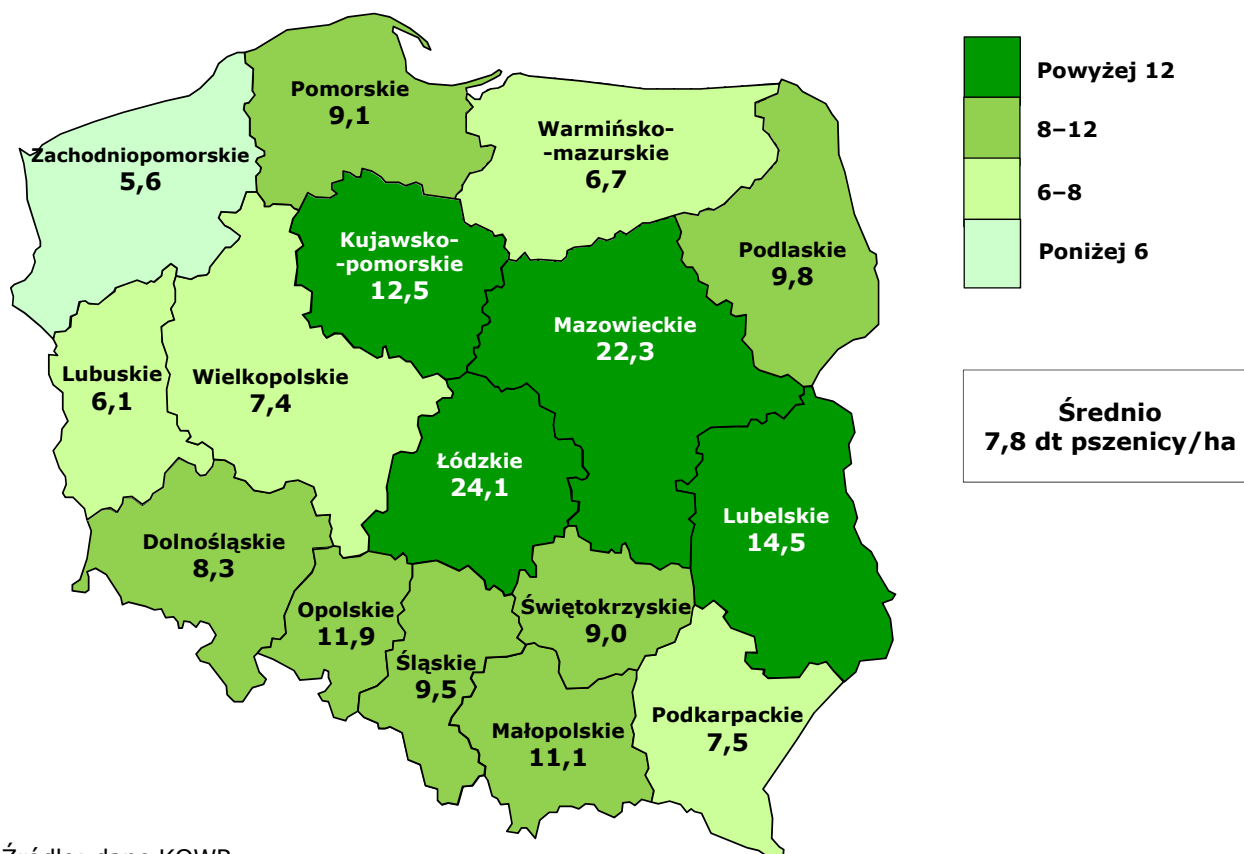 Pomorskie
9,1
Warmińsko-
-mazurskie
6,7
Zachodniopomorskie
5,6
Kujawsko-
-pomorskie
12,5
Podlaskie
9,8
Mazowieckie
22,3
Lubuskie
6,1
Wielkopolskie
7,4
Łódzkie
24,1
Lubelskie
14,5
Dolnośląskie
8,3
Opolskie
11,9
Śląskie
9,5
Świętokrzyskie
9,0
Małopolskie
11,1
Podkarpackie
7,5
Powyżej 12
8–12
6–8
Poniżej 6
Średnio
7,8 dt pszenicy/ha
Źródło: dane KOWR